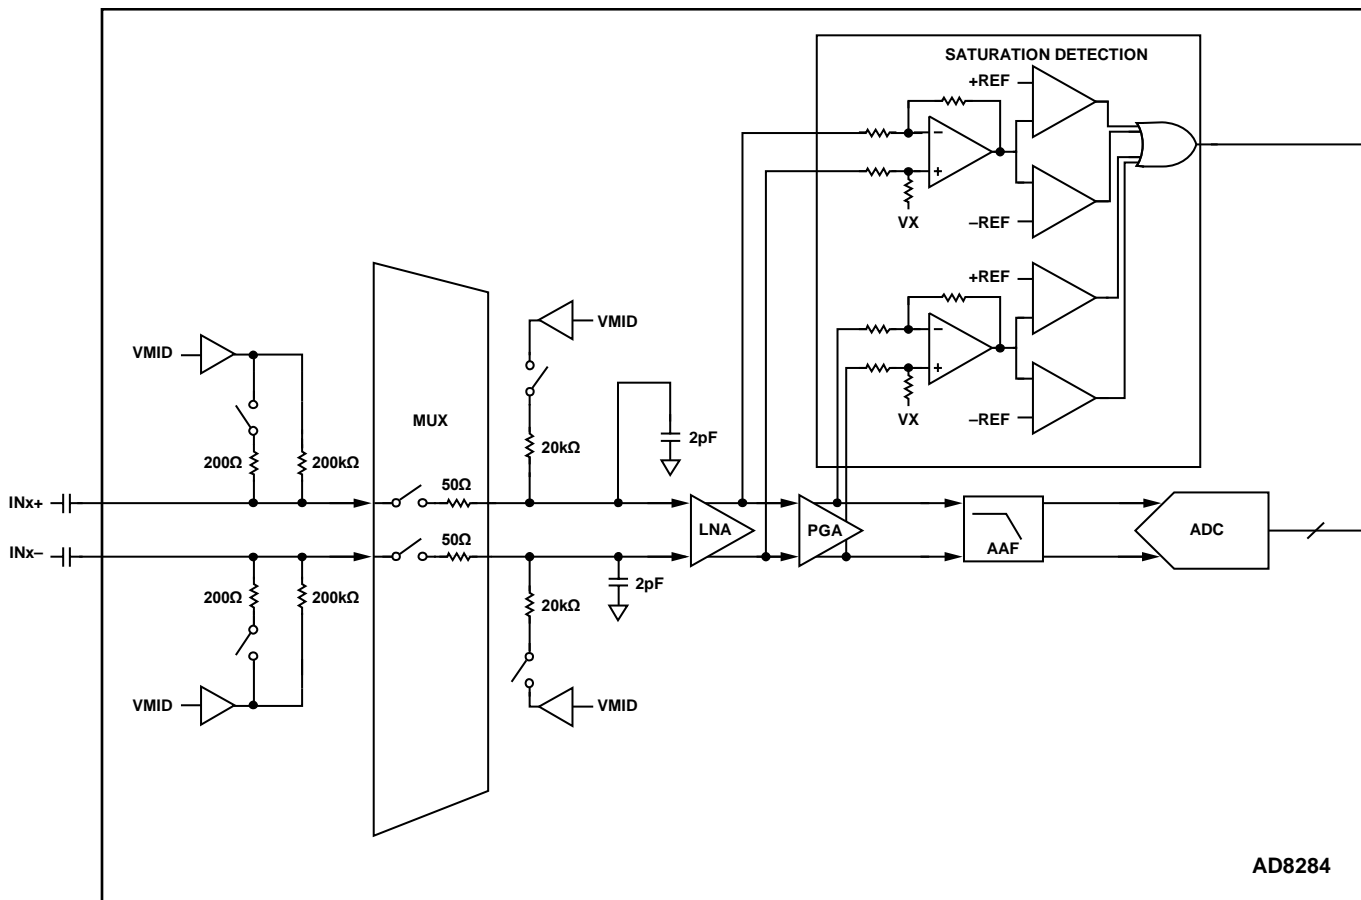 SATURATION DETECTION
+REF
−
+
VX
−REF
+REF
−
+
VX
−REF
VMID
VMID
MUX
200Ω
200kΩ
20kΩ
2pF
50Ω
INx+
LNA
PGA
AAF
ADC
50Ω
INx−
200Ω
200kΩ
20kΩ
2pF
VMID
VMID
AD8284